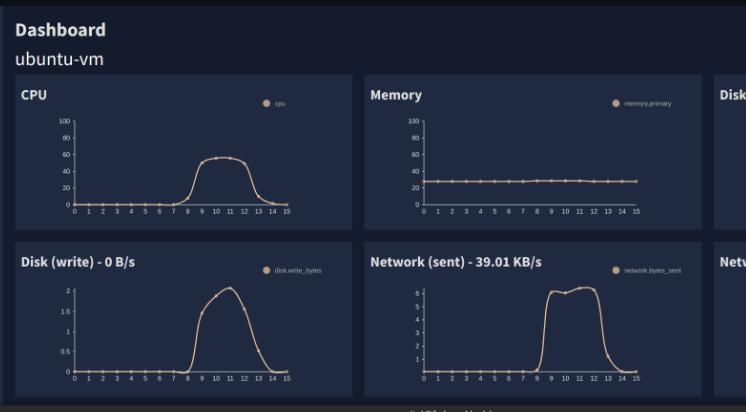 Dashboard
ubuntu-vm
CPU
cpu
100
80
60
40
20
0
0 1 2 3 4 5 6 7 8 9 10 11 12 13 14 15
Memory
memory.primary
100
80
60
40
20
0
0 1 2 3 4 5 6 7 8 9 10 11 12 13 14 15
Disk
Disk (write) - 0 B/s
disk.write_bytes
2
1.5
1
0.5
0
0 1 2 3 4 5 6 7 8 9 10 11 12 13 14 15
Network (sent) - 39.01 KB/s
network.bytes_sent
6
5
4
3
2
1
0 1 2 3 4 5 6 7 8 9 10 11 12 13 14 15